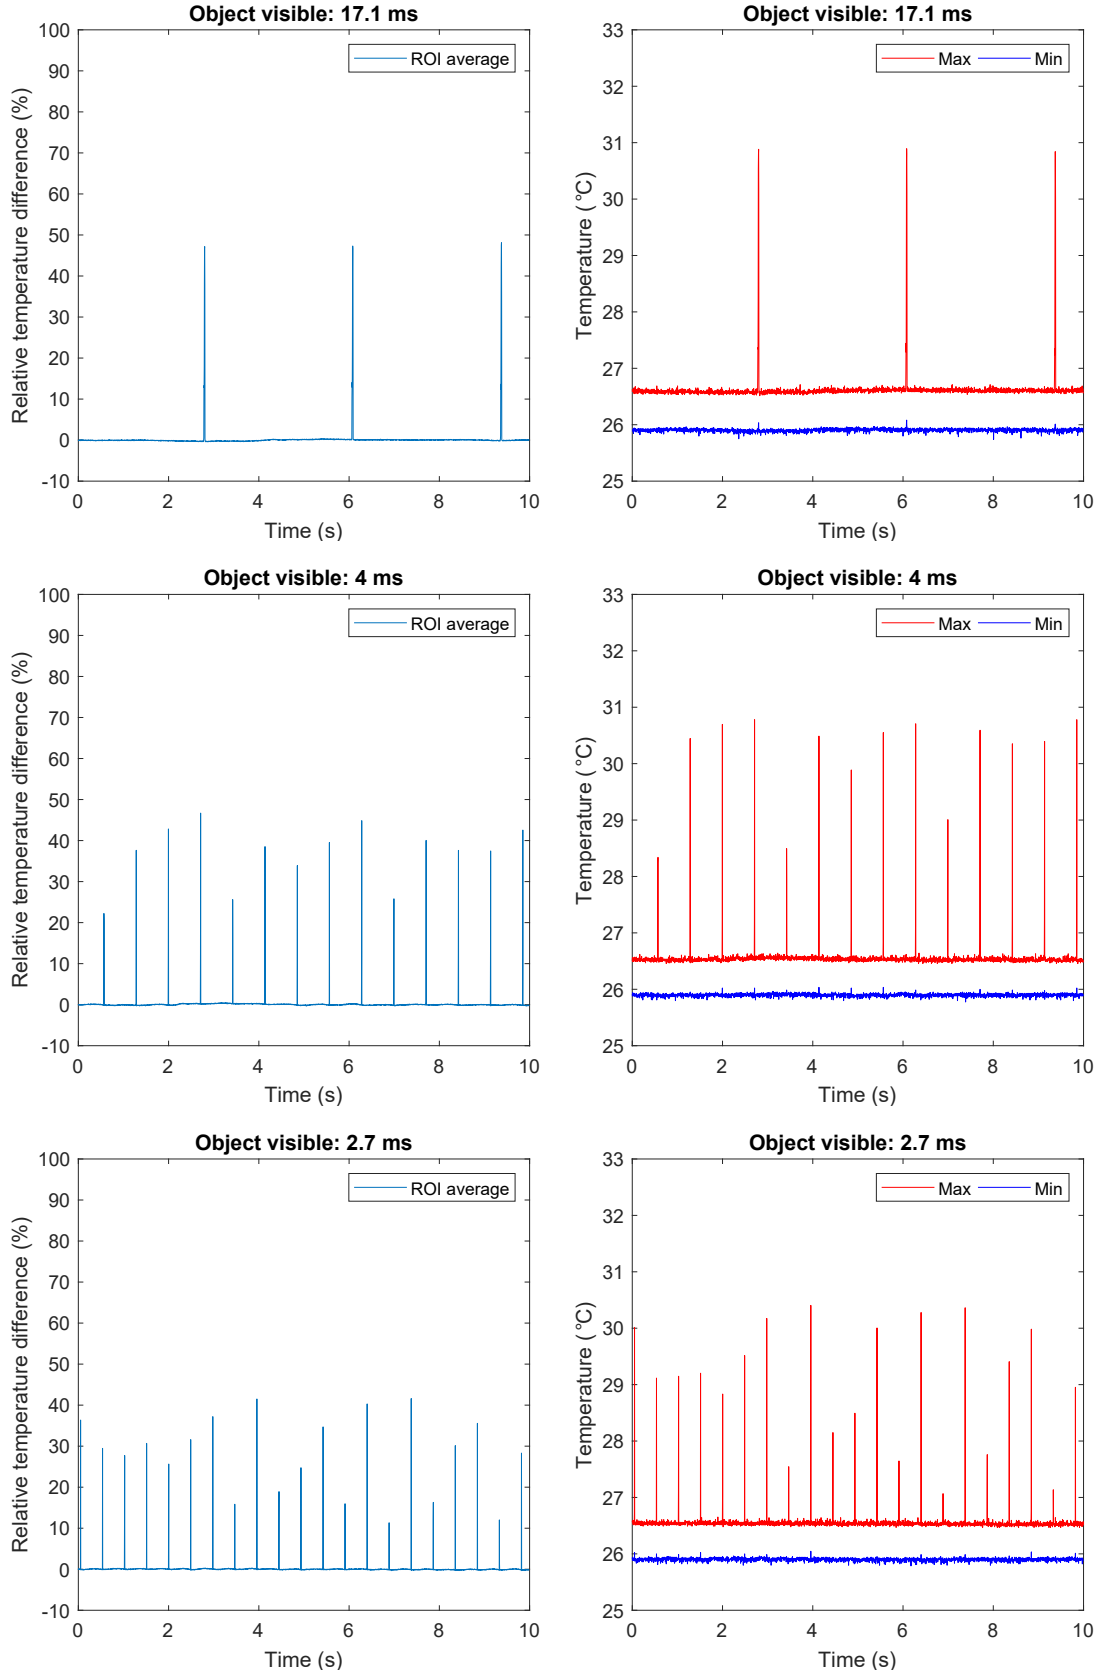 Object visible: 17.1 ms
ROI average
Relative temperature difference (%)
100
90
80
70
60
50
40
30
20
10
0
-10
0 2 4 6 8 10
Time (s)
Object visible: 17.1 ms
Max Min
Temperature (°C)
33
32
31
30
29
28
27
26
25
0 2 4 6 8 10
Time (s)
Object visible: 4 ms
ROI average
Relative temperature difference (%)
100
90
80
70
60
50
40
30
20
10
0
-10
0 2 4 6 8 10
Time (s)
Object visible: 4 ms
Max Min
Temperature (°C)
33
32
31
30
29
28
27
26
25
0 2 4 6 8 10
Time (s)
Object visible: 2.7 ms
ROI average
Relative temperature difference (%)
100
90
80
70
60
50
40
30
20
10
0
-10
0 2 4 6 8 10
Time (s)
Object visible: 2.7 ms
Max Min
Temperature (°C)
33
32
31
30
29
28
27
26
25
0 2 4 6 8 10
Time (s)